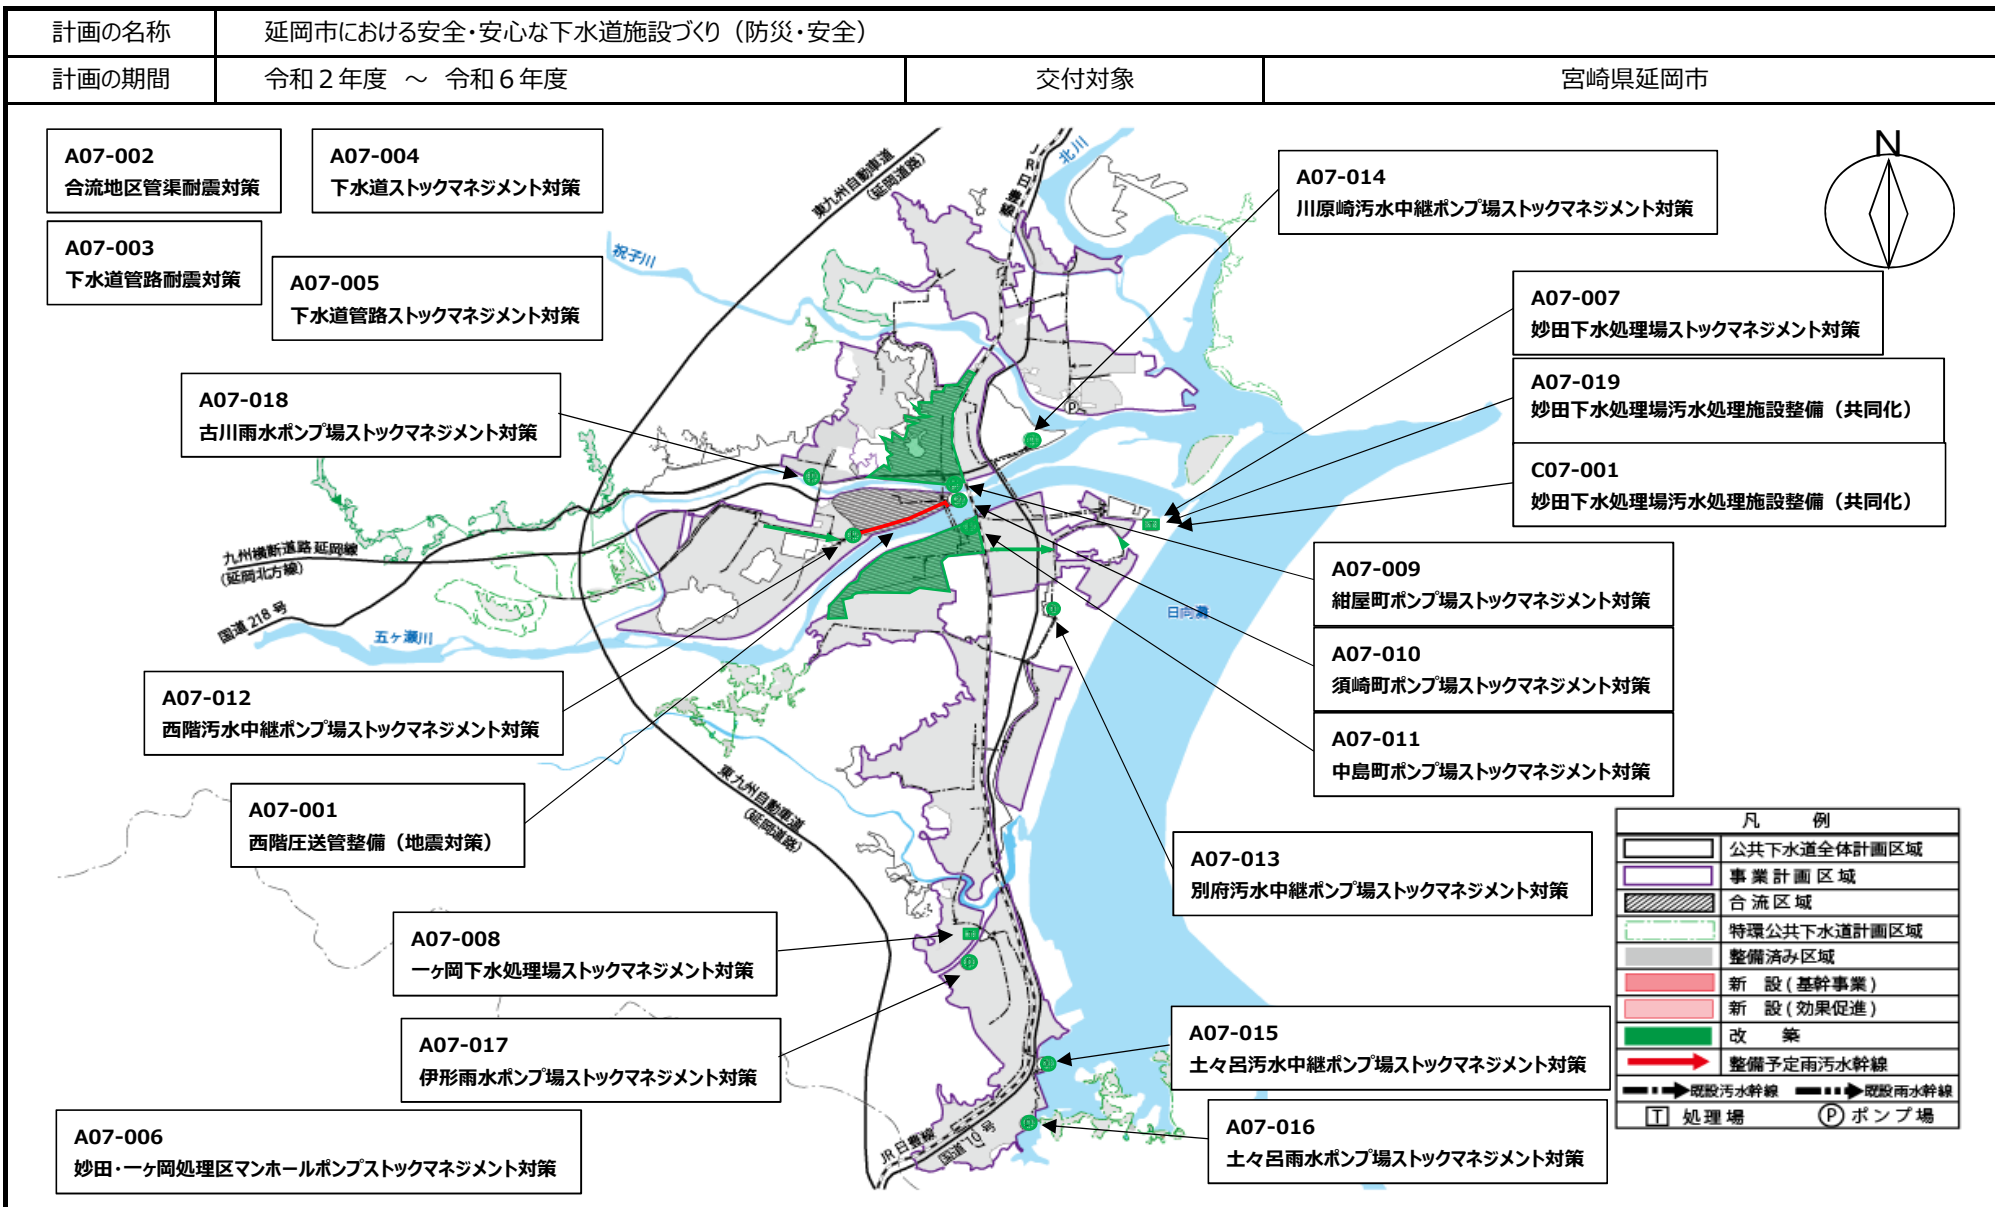 計画の名称
延岡市における安全・安心な下水道施設づくり（防災・安全）
計画の期間
令和２年度 ～ 令和６年度
交付対象
宮崎県延岡市
A07-002
合流地区管渠耐震対策
A07-004
下水道ストックマネジメント対策
A07-003
下水道管路耐震対策
A07-005
下水道管路ストックマネジメント対策
A07-014
川原崎汚水中継ポンプ場ストックマネジメント対策
N
A07-007
妙田下水処理場ストックマネジメント対策
A07-019
妙田下水処理場汚水処理施設整備（共同化）
C07-001
妙田下水処理場汚水処理施設整備（共同化）
A07-018
古川雨水ポンプ場ストックマネジメント対策
東九州自動車道
(延岡道路)
JR日豊線
北川
祝子川
九州横断道路 延岡線
(延岡北方線)
国道 218 号
五ヶ瀬川
日向灘
A07-009
紺屋町ポンプ場ストックマネジメント対策
A07-010
須崎町ポンプ場ストックマネジメント対策
A07-011
中島町ポンプ場ストックマネジメント対策
A07-012
西階汚水中継ポンプ場ストックマネジメント対策
A07-001
西階圧送管整備（地震対策）
東九州自動車道
(延岡道路)
A07-013
別府汚水中継ポンプ場ストックマネジメント対策
A07-008
一ヶ岡下水処理場ストックマネジメント対策
A07-017
伊形雨水ポンプ場ストックマネジメント対策
A07-015
土々呂汚水中継ポンプ場ストックマネジメント対策
A07-016
土々呂雨水ポンプ場ストックマネジメント対策
A07-006
妙田・一ヶ岡処理区マンホールポンプストックマネジメント対策
JR日豊線
国道 10 号
凡 例
公共下水道全体計画区域
事業計画区域
合流区域
特環公共下水道計画区域
整備済み区域
新 設(基幹事業)
新 設(効果促進)
改 築
整備予定雨汚水幹線
既設汚水幹線
既設雨水幹線
T 処理場
P ポンプ場